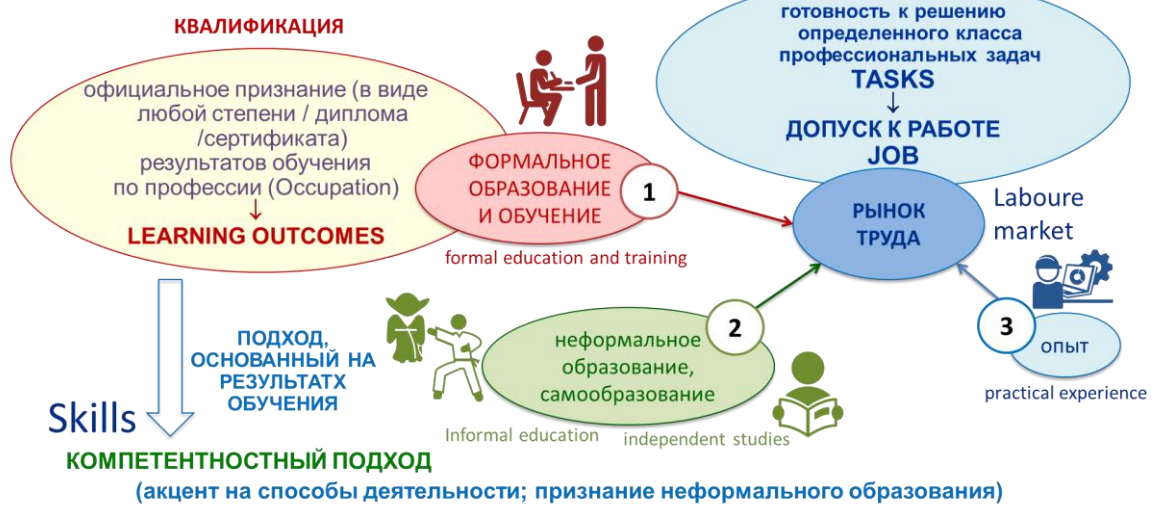 КВАЛИФИКАЦИЯ
официальное признание (в виде
любой степени / диплома
/сертификата)
результатов обучения
по профессии (Occupation)
↓
LEARNING OUTCOMES
готовность к решению
определенного класса
профессиональных задач
TASKS
↓
ДОПУСК К РАБОТЕ
JOB
ФОРМАЛЬНОЕ
ОБРАЗОВАНИЕ
И ОБУЧЕНИЕ
1
formal education and training
РЫНОК
ТРУДА
Laboure
market
неформальное
образование,
самообразование
2
Informal education
independent studies
3
опыт
practical experience
ПОДХОД,
ОСНОВАННЫЙ НА
РЕЗУЛЬТАТХ
ОБУЧЕНИЯ
Skills
КОМПЕТЕНТНОСТНЫЙ ПОДХОД
(акцент на способы деятельности; признание неформального образования)